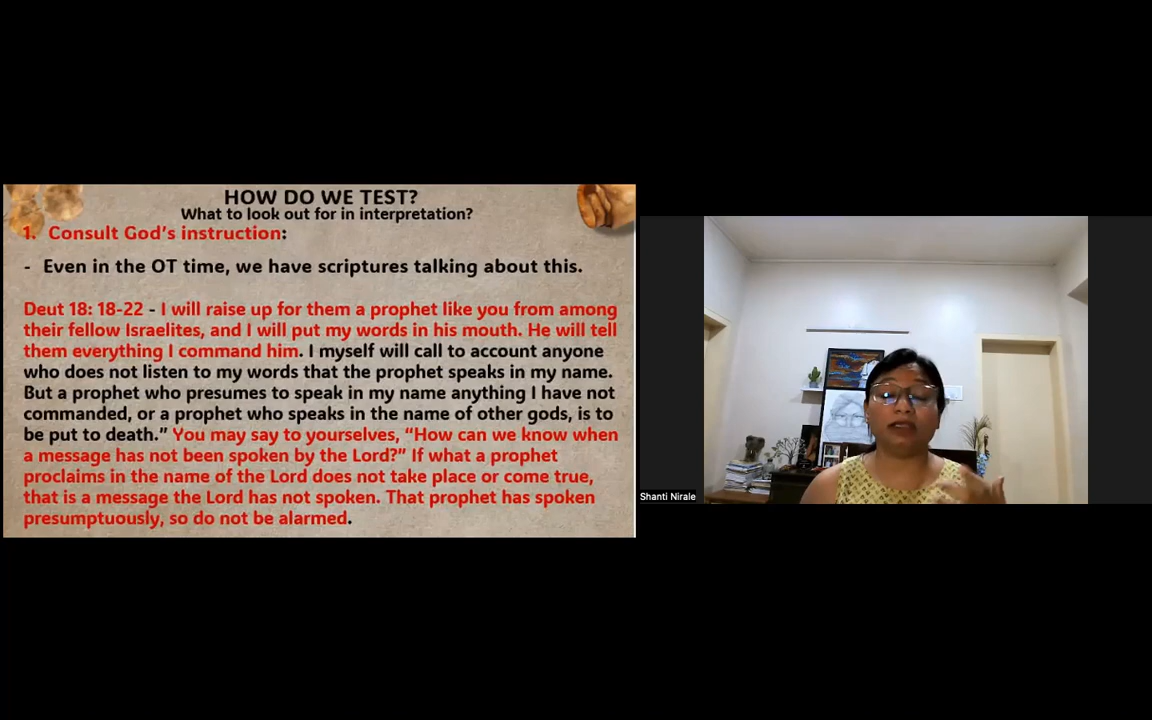 HOW DO WE TEST?
What to look out for in interpretation?
1. Consult God's instruction:
- Even in the OT time, we have scriptures talking about this.
Deut 18: 18-22 - I will raise up for them a prophet like you from among
their fellow Israelites, and I will put my words in his mouth. He will tell
them everything I command him. I myself will call to account anyone
who does not listen to my words that the prophet speaks in my name.
But a prophet who presumes to speak in my name anything I have not
commanded, or a prophet who speaks in the name of other gods, is to
be put to death.” You may say to yourselves, “How can we know when
a message has not been spoken by the Lord?” If what a prophet
proclaims in the name of the Lord does not take place or come true,
that is a message the Lord has not spoken. That prophet has spoken
presumptuously, so do not be alarmed.
Shanti Nirale